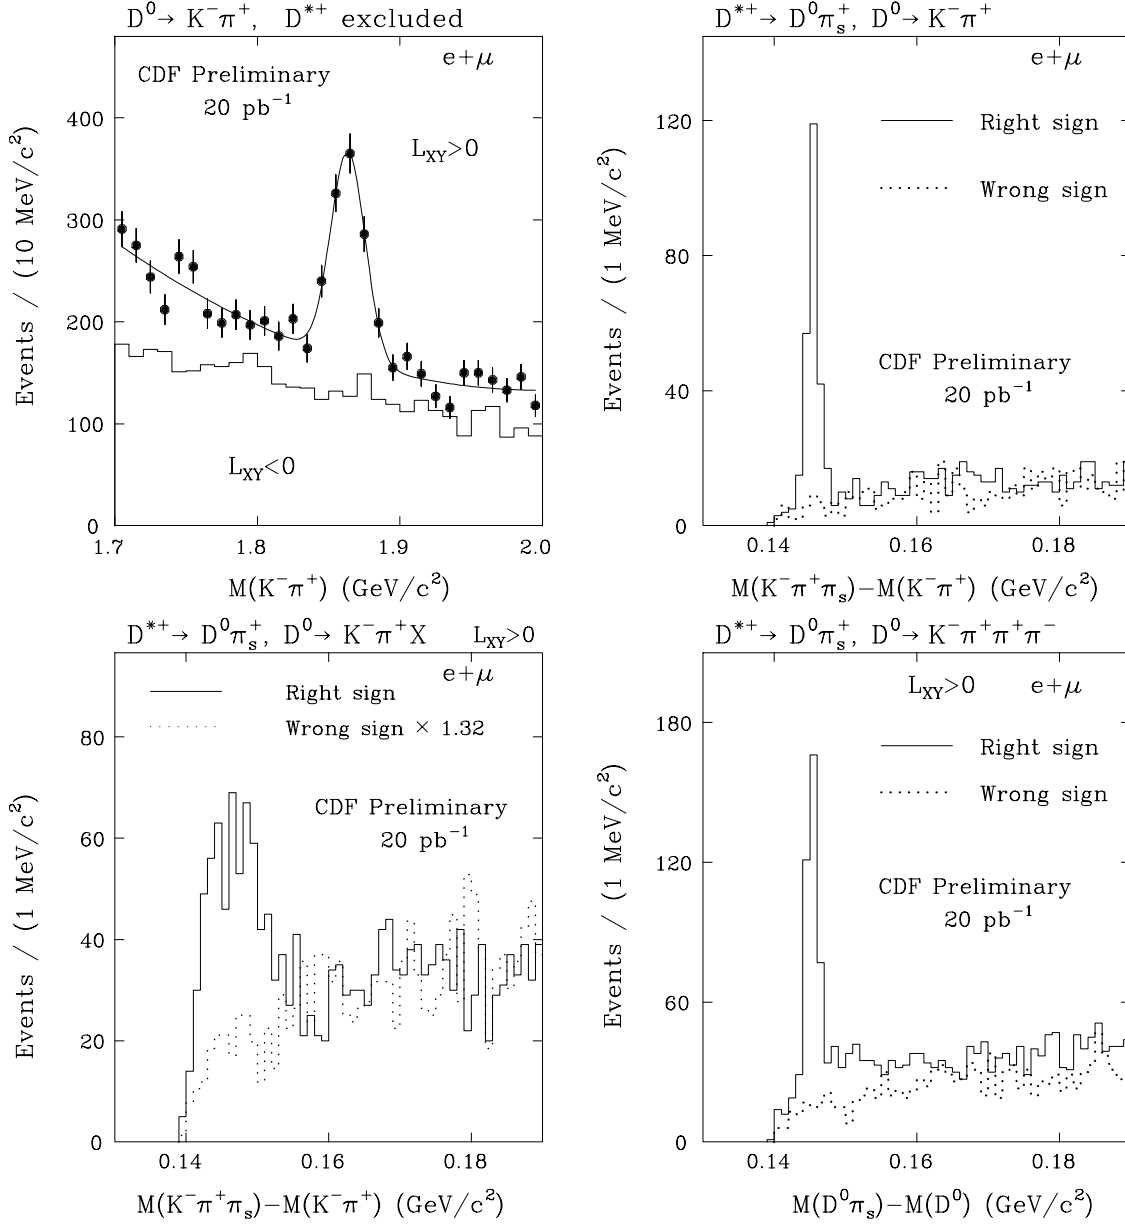 D⁰→ K⁻π⁺, D*⁺ excluded
e+μ
CDF Preliminary
20 pb⁻¹
L_XY>0
L_XY<0
Events / (10 MeV/c²)
400
300
200
100
0
1.7 1.8 1.9 2.0
M(K⁻π⁺) (GeV/c²)
D*⁺→ D⁰π_s⁺, D⁰→ K⁻π⁺
e+μ
Right sign
Wrong sign
CDF Preliminary
20 pb⁻¹
Events / (1 MeV/c²)
120
80
40
0
0.14 0.16 0.18
M(K⁻π⁺π_s)−M(K⁻π⁺) (GeV/c²)
D*⁺→ D⁰π_s⁺, D⁰→ K⁻π⁺X L_XY>0
e+μ
Right sign
Wrong sign × 1.32
CDF Preliminary
20 pb⁻¹
Events / (1 MeV/c²)
80
60
40
20
0
0.14 0.16 0.18
M(K⁻π⁺π_s)−M(K⁻π⁺) (GeV/c²)
D*⁺→ D⁰π_s⁺, D⁰→ K⁻π⁺π⁺π⁻
L_XY>0 e+μ
Right sign
Wrong sign
CDF Preliminary
20 pb⁻¹
Events / (1 MeV/c²)
180
120
60
0
0.14 0.16 0.18
M(D⁰π_s)−M(D⁰) (GeV/c²)